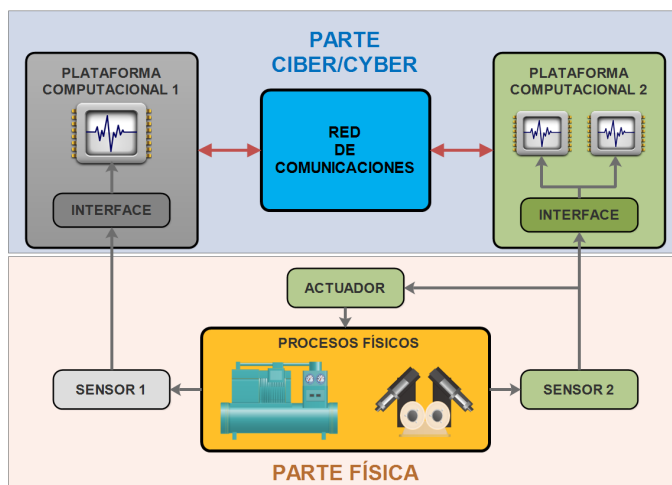 PARTE
CIBER/CYBER
PLATAFORMA
COMPUTACIONAL 1
INTERFACE
RED
DE
COMUNICACIONES
PLATAFORMA
COMPUTACIONAL 2
INTERFACE
ACTUADOR
PROCESOS FÍSICOS
SENSOR 1
SENSOR 2
PARTE FÍSICA